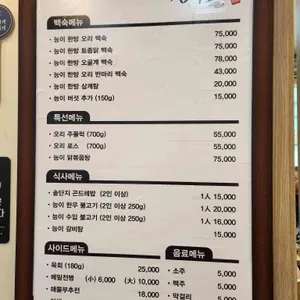 백숙메뉴
• 능이 한방 오리 백숙 75,000
• 능이 한방 토종닭 백숙 75,000
• 능이 한방 오골계 백숙 78,000
• 능이 한방 오리 반마리 백숙 43,000
• 능이 한방 삼계탕 20,000
• 능이 버섯 추가 (150g) 15,000
특선메뉴
• 오리 주물럭 (700g) 55,000
• 오리 로스 (700g) 55,000
• 능이 닭볶음탕 75,000
식사메뉴
• 솥단지 곤드레밥 (2인 이상) 1人 15,000
• 능이 한우 불고기 (2인 이상 250g) 1人 20,000
• 능이 수입 불고기 (2인 이상 250g) 1人 16,000
• 능이 갈비탕 15,000
사이드메뉴
• 육회 (180g) 25,000
• 메밀전병 (小) 6,000 (大) 10,000
• 해물부추전 18,000
음료메뉴
• 소주 5,000
• 맥주 5,000
• 막걸리 5,000